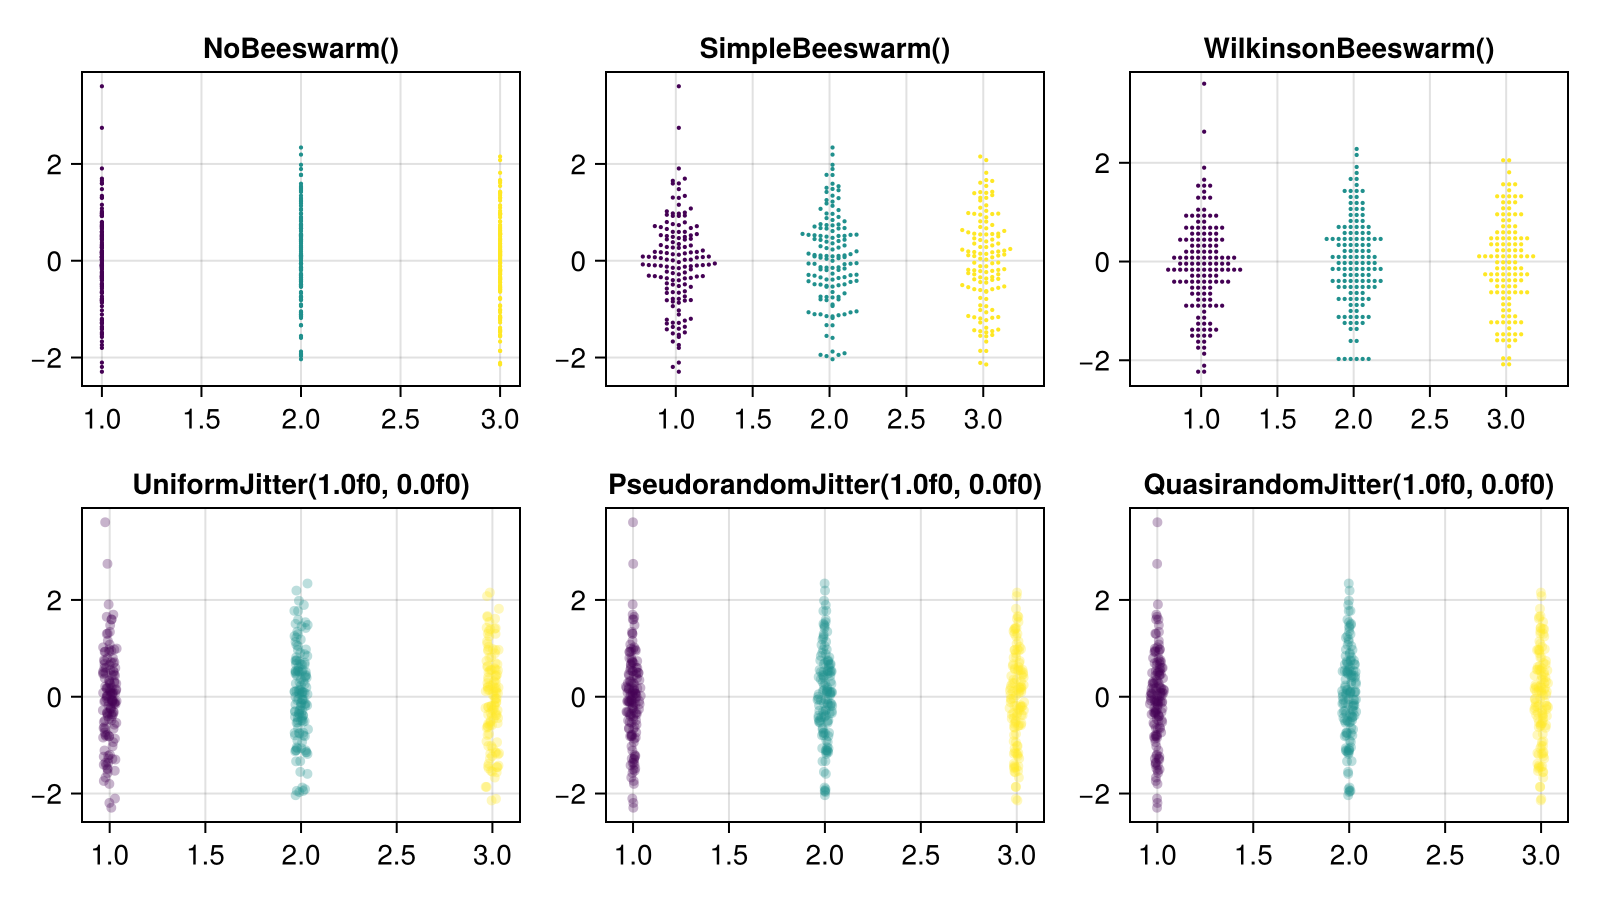 NoBeeswarm()
SimpleBeeswarm()
WilkinsonBeeswarm()
2
0
−2
1.0 1.5 2.0 2.5 3.0
2
0
−2
1.0 1.5 2.0 2.5 3.0
2
0
−2
1.0 1.5 2.0 2.5 3.0
UniformJitter(1.0f0, 0.0f0)
PseudorandomJitter(1.0f0, 0.0f0)
QuasirandomJitter(1.0f0, 0.0f0)
2
0
−2
1.0 1.5 2.0 2.5 3.0
2
0
−2
1.0 1.5 2.0 2.5 3.0
2
0
−2
1.0 1.5 2.0 2.5 3.0